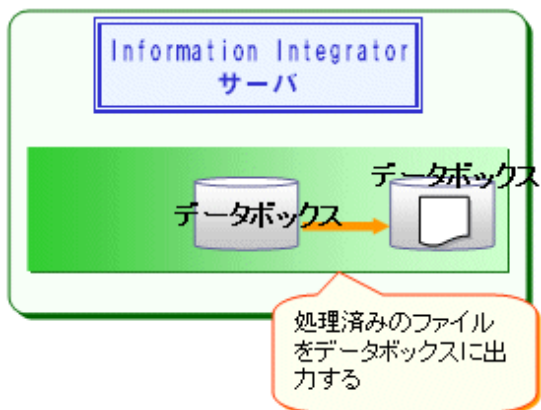 Information Integrator
サーバ
データボックス
データボックス
処理済みのファイル
をデータボックスに出
力する